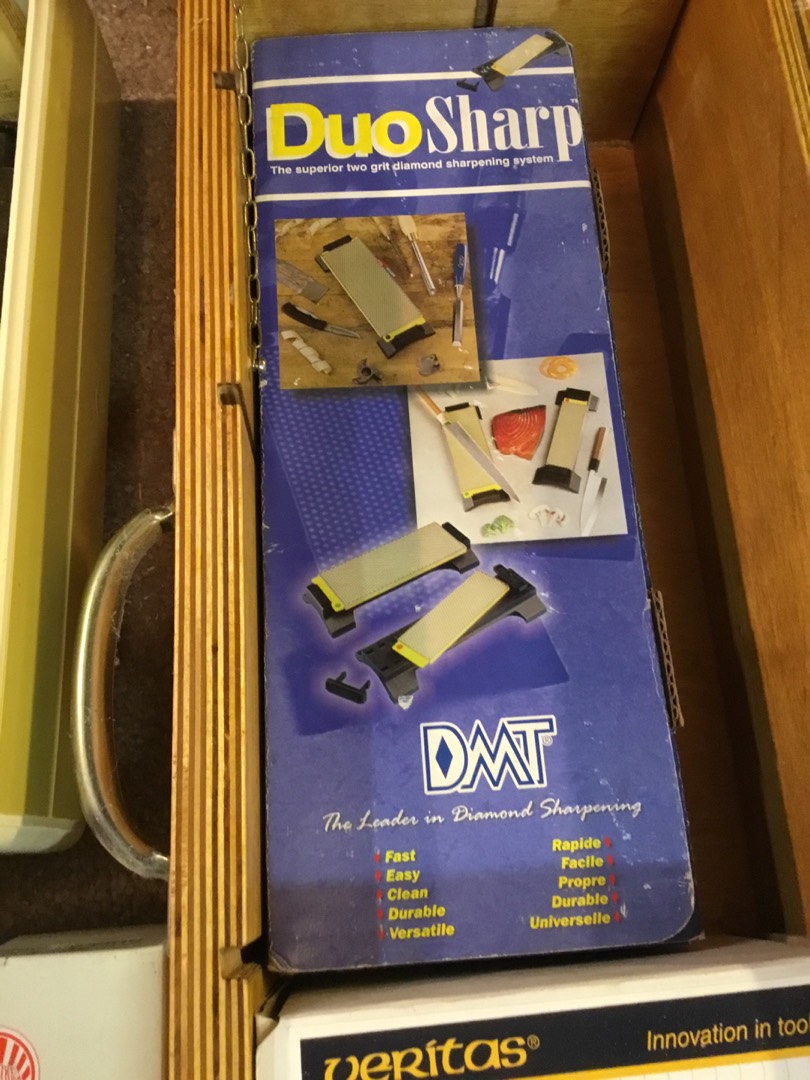 DuoSharp
The superior two grit diamond sharpening system
DMT®
The Leader in Diamond Sharpening
Fast
Easy
Clean
Durable
Versatile
Rapide
Facile
Propre
Durable
Universelle
veritas®
Innovation in tool